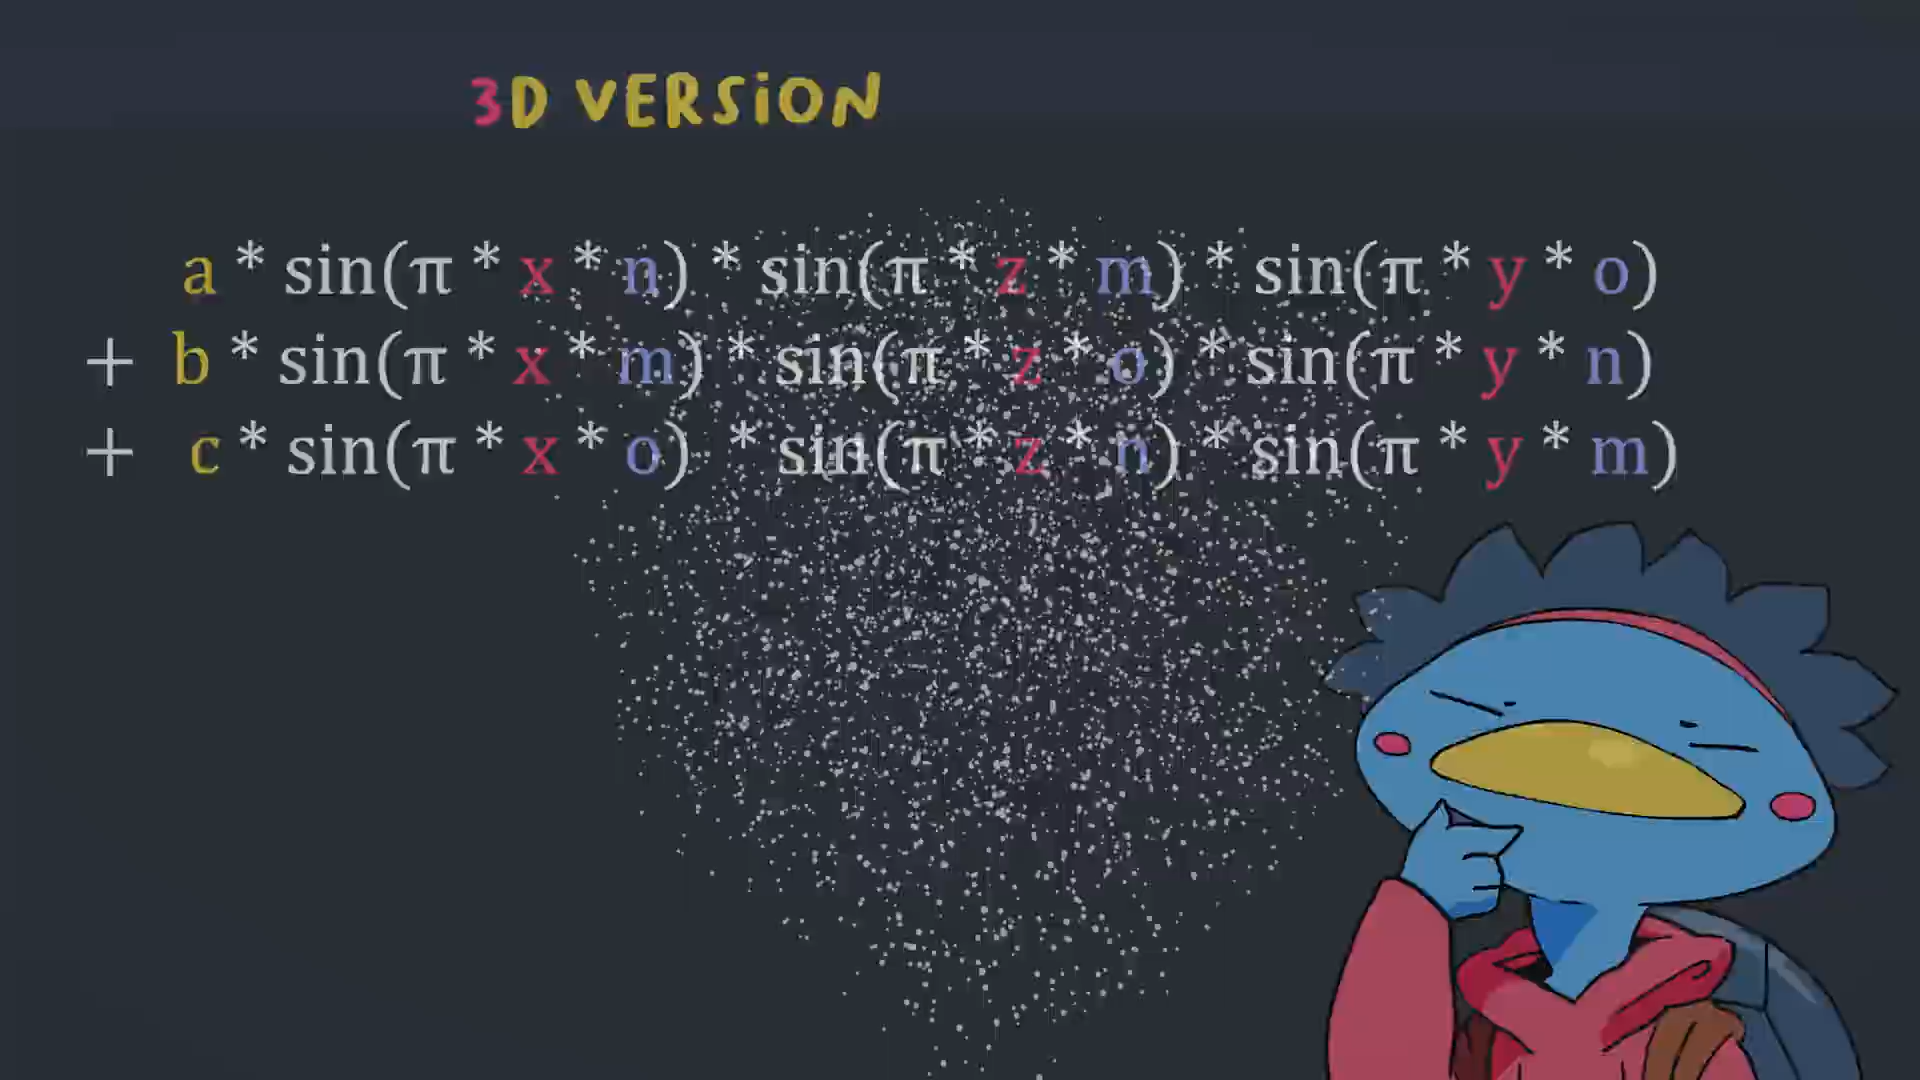 3D VERSiON
a * sin(π * x * n) * sin(π * z * m) * sin(π * y * o)
+ b * sin(π * x * m) * sin(π * z * o) * sin(π * y * n)
+ c * sin(π * x * o) * sin(π * z * n) * sin(π * y * m)